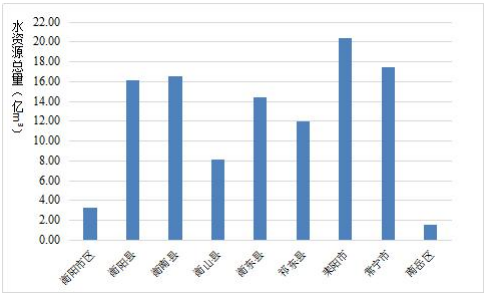 水资源总量（亿m³）
22.00
20.00
18.00
16.00
14.00
12.00
10.00
8.00
6.00
4.00
2.00
0.00
衡阳市区
衡阳县
衡南县
衡山县
衡东县
祁东县
耒阳市
常宁市
南岳区